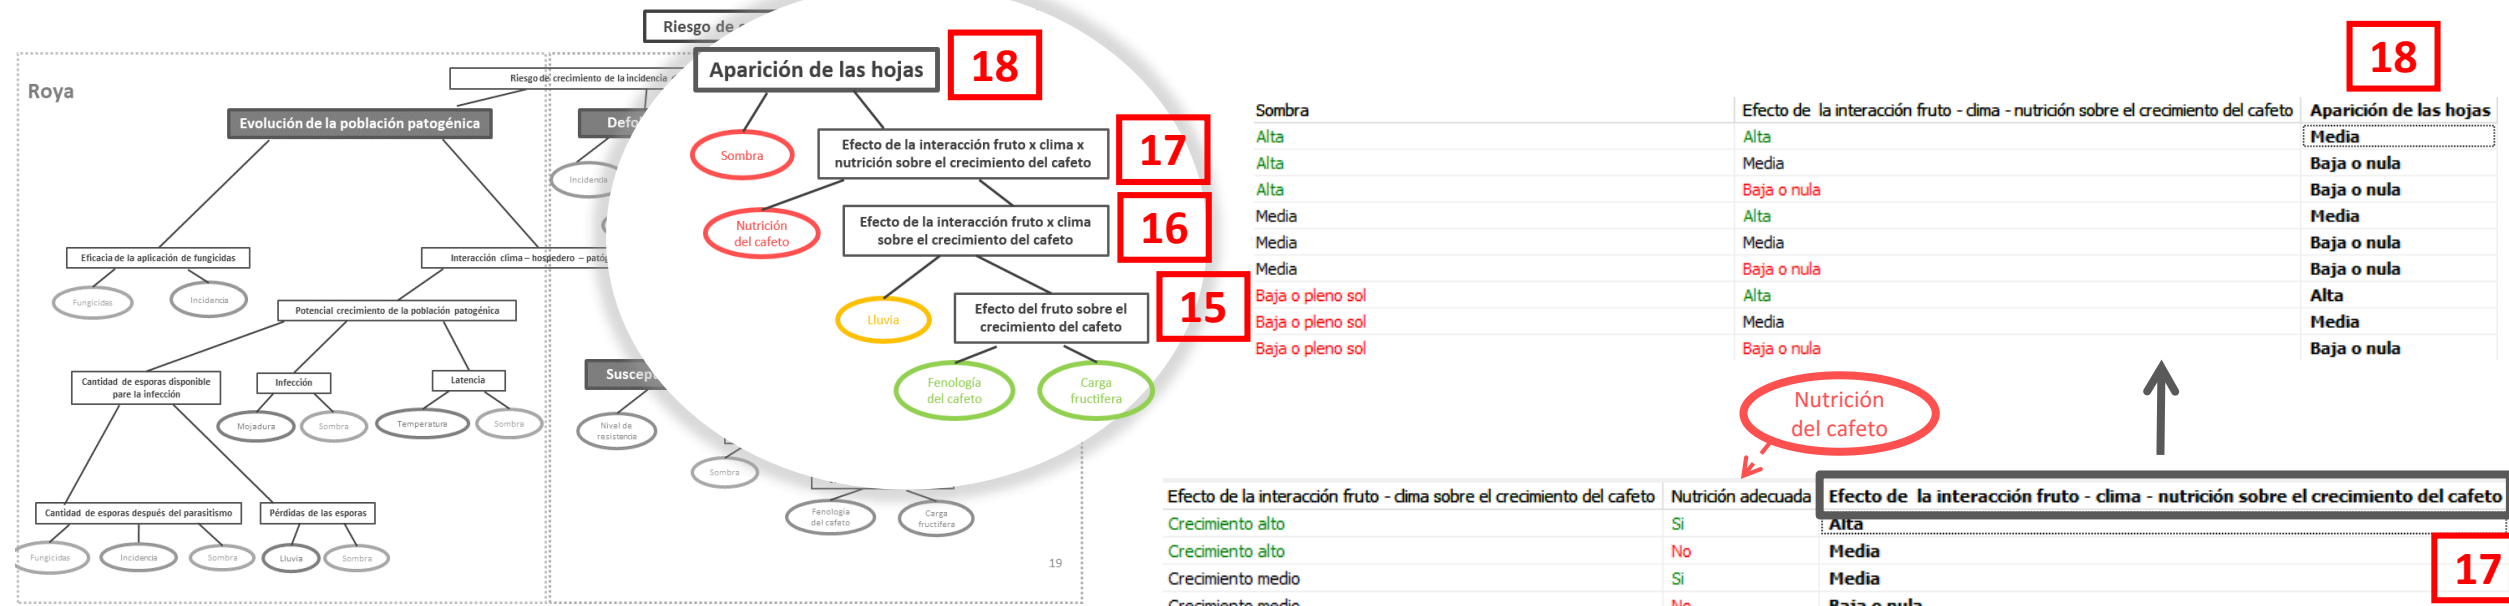 Riesgo de
Roya
Riesgo de crecimiento de la incidencia
Evolución de la población patogénica
Defo
Incidencia
Eficacia de la aplicación de fungicidas
Interacción clima – hospedero – patóg
Fungicidas
Incidencia
Potencial crecimiento de la población patogénica
Cantidad de esporas disponible
pare la infección
Infección
Latencia
Suscep
Mojadura
Sombra
Temperatura
Sombra
Nivel de
resistencia
Sombra
Cantidad de esporas después del parasitismo
Pérdidas de las esporas
Fenología
del cafeto
Carga
fructífera
Fungicidas
Incidencia
Sombra
Lluvia
Sombra
19
Aparición de las hojas
18
Sombra
Efecto de la interacción fruto x clima x
nutrición sobre el crecimiento del cafeto
17
Nutrición
del cafeto
Efecto de la interacción fruto x clima
sobre el crecimiento del cafeto
16
Lluvia
Efecto del fruto sobre el
crecimiento del cafeto
15
Fenología
del cafeto
Carga
fructifera
18
Sombra Efecto de la interacción fruto - clima - nutrición sobre el crecimiento del cafeto Aparición de las hojas
Alta Alta Media
Alta Media Baja o nula
Alta Baja o nula Baja o nula
Media Alta Media
Media Media Baja o nula
Media Baja o nula Baja o nula
Baja o pleno sol Alta Alta
Baja o pleno sol Media Media
Baja o pleno sol Baja o nula Baja o nula
Nutrición
del cafeto
Efecto de la interacción fruto - clima sobre el crecimiento del cafeto Nutrición adecuada Efecto de la interacción fruto - clima - nutrición sobre el crecimiento del cafeto
Crecimiento alto Si Alta
Crecimiento alto No Media
Crecimiento medio Si Media
Crecimiento medio No Baja o nula
17